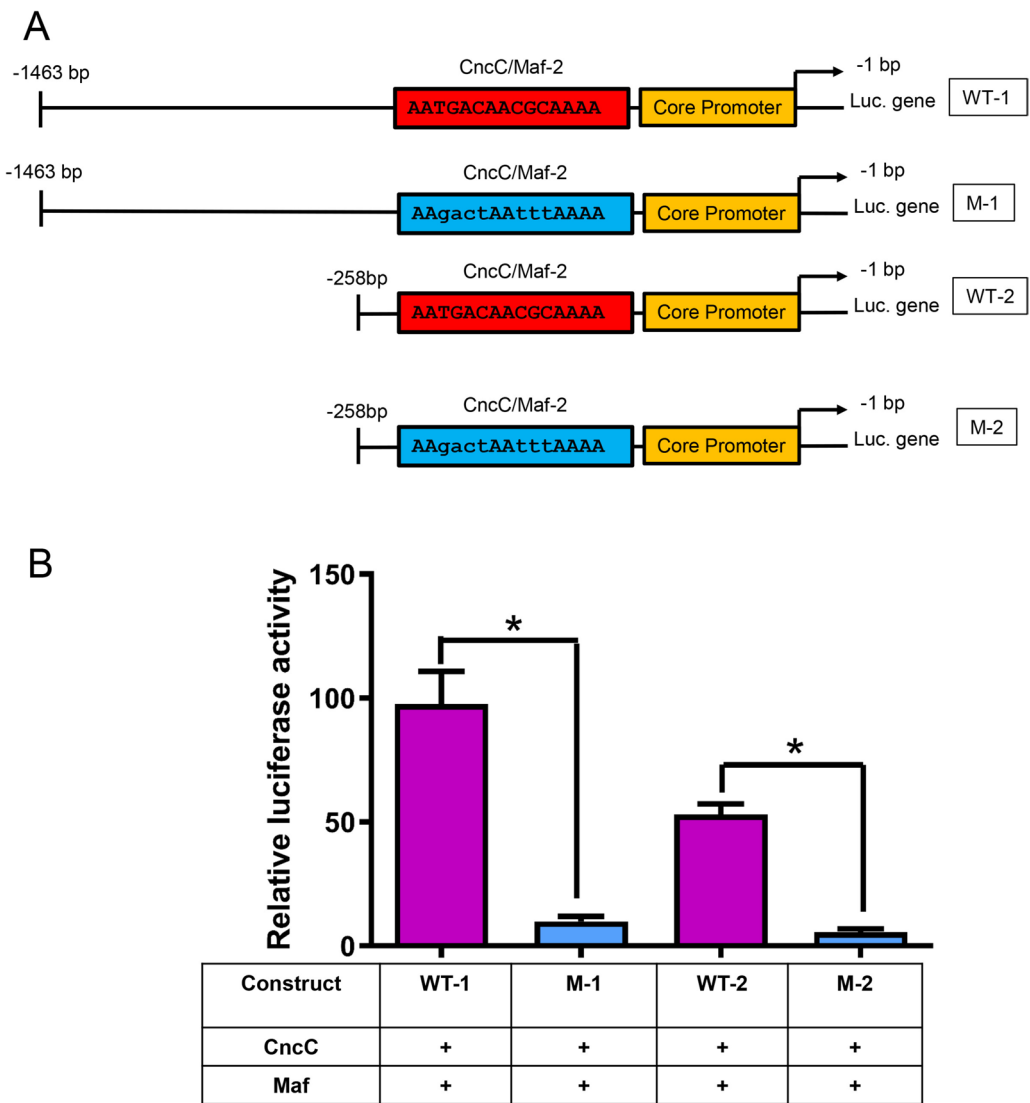 A
-1463 bp
CncC/Maf-2
-1 bp
AATGACAACGCAAAA
Core Promoter
Luc. gene
WT-1
-1463 bp
CncC/Maf-2
-1 bp
AAgactAAtttAAAA
Core Promoter
Luc. gene
M-1
-258bp
CncC/Maf-2
-1 bp
AATGACAACGCAAAA
Core Promoter
Luc. gene
WT-2
-258bp
CncC/Maf-2
-1 bp
AAgactAAtttAAAA
Core Promoter
Luc. gene
M-2
B
Relative luciferase activity
150
100
50
0
*
*
Construct WT-1 M-1 WT-2 M-2
CncC + + + +
Maf + + + +